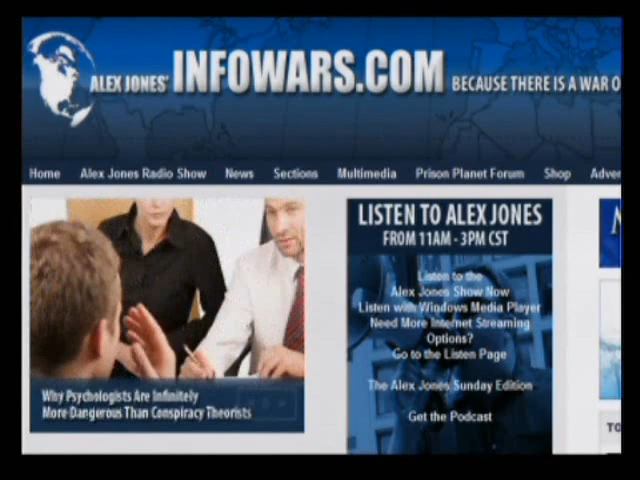 ALEX JONES' INFOWARS.COM BECAUSE THERE IS A WAR O
Home Alex Jones Radio Show News Sections Multimedia Prison Planet Forum Shop Adver
LISTEN TO ALEX JONES
FROM 11AM - 3PM CST
Listen to the
Alex Jones Show Now
Listen with Windows Media Player
Need More Internet Streaming
Options?
Go to the Listen Page
The Alex Jones Sunday Edition
Get the Podcast
Why Psychologists Are Infinitely
More Dangerous Than Conspiracy Theorists
TO